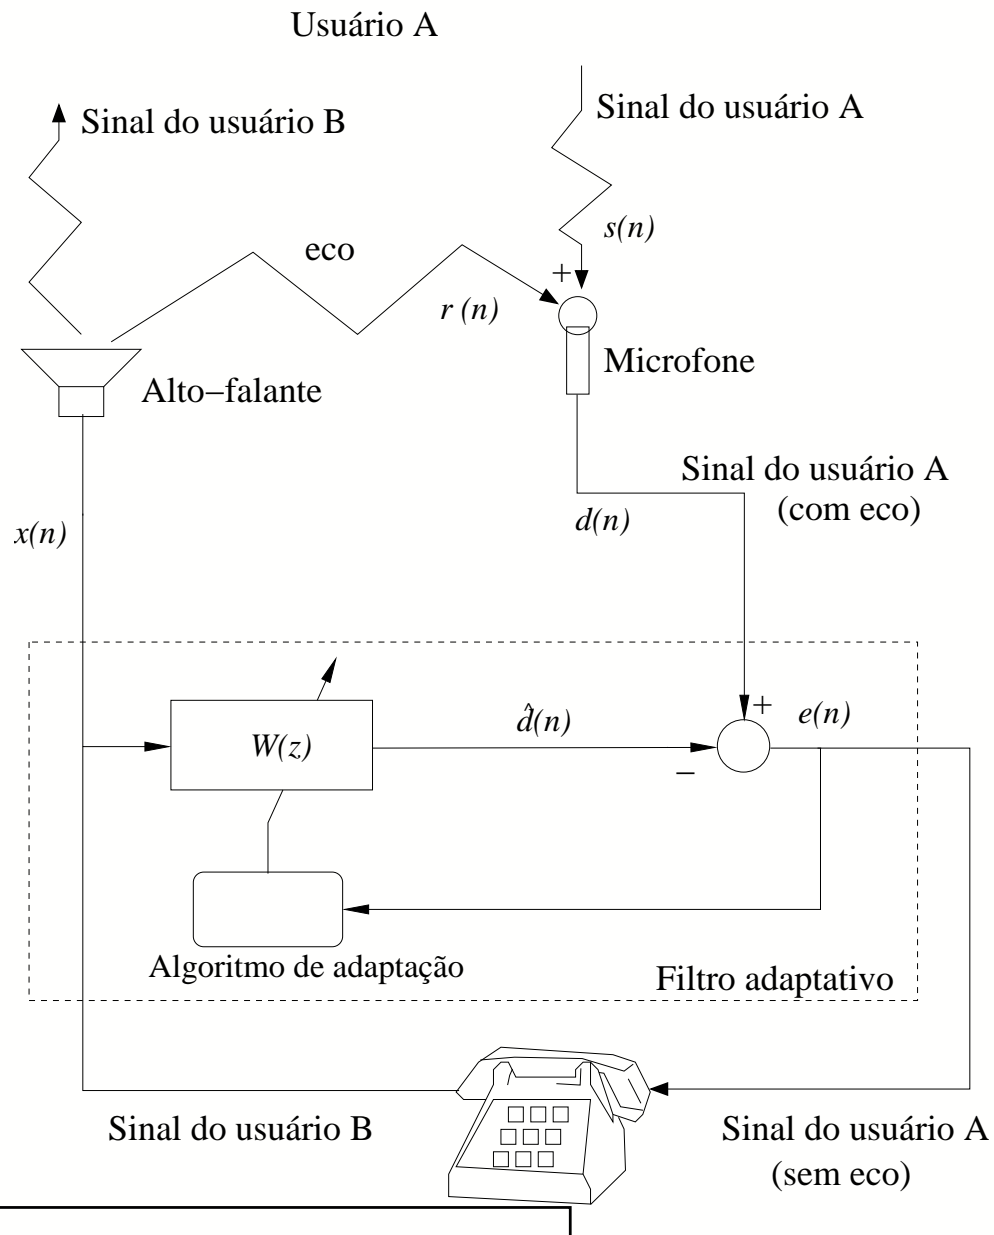 Usuário A
Sinal do usuário B
Sinal do usuário A
s(n)
eco
+
r (n)
Microfone
Alto−falante
Sinal do usuário A
(com eco)
x(n)
d(n)
+
e(n)
d̂(n)
W(z)
−
Algoritmo de adaptação
Filtro adaptativo
Sinal do usuário B
Sinal do usuário A
(sem eco)